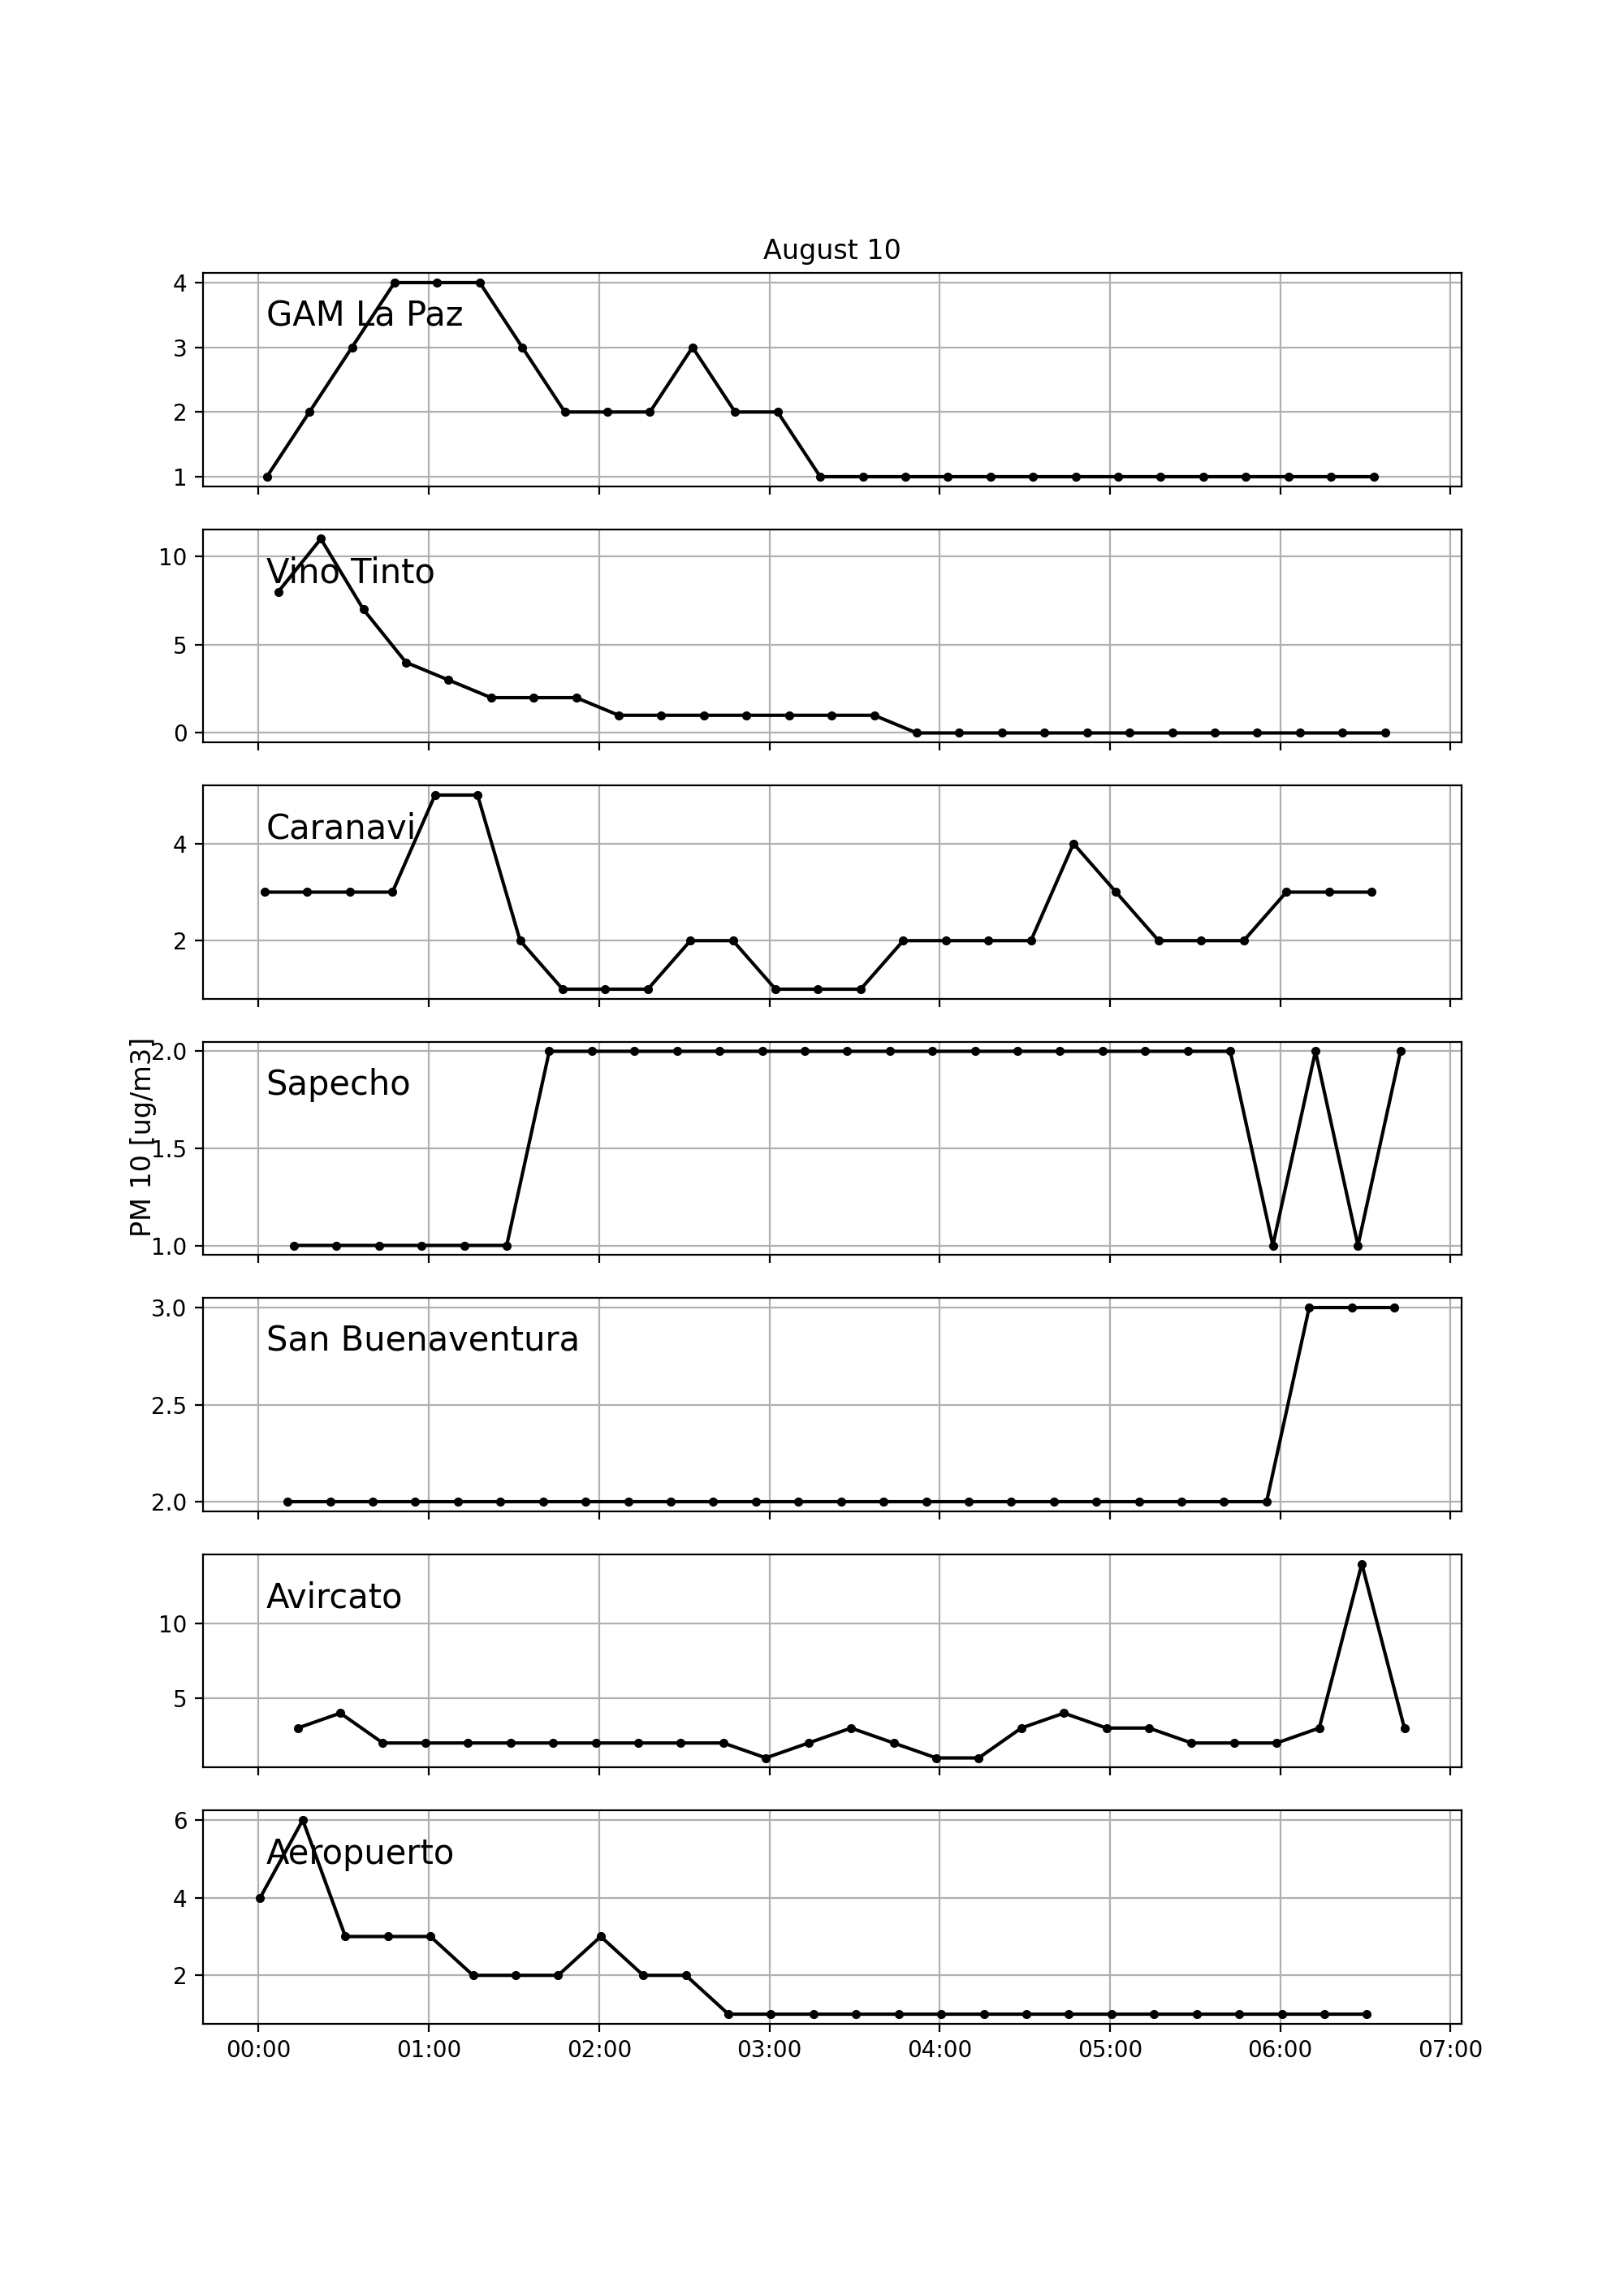 August 10
4
GAM La Paz
3
2
1
10
Vino Tinto
5
0
Caranavi
4
2
PM 10 [ug/m3]
2.0
Sapecho
1.5
1.0
3.0
San Buenaventura
2.5
2.0
Avircato
10
5
6
Aeropuerto
4
2
00:00 01:00 02:00 03:00 04:00 05:00 06:00 07:00